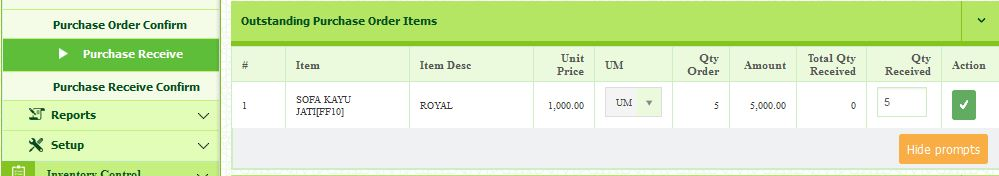 Purchase Order Confirm
Purchase Receive
Purchase Receive Confirm
Reports
Setup
Inventory Control
Outstanding Purchase Order Items
# Item Item Desc Unit Price UM Qty Order Amount Total Qty Received Qty Received Action
1 SOFA KAYU JATI[FF10] ROYAL 1,000.00 UM 5 5,000.00 0 5
Hide prompts